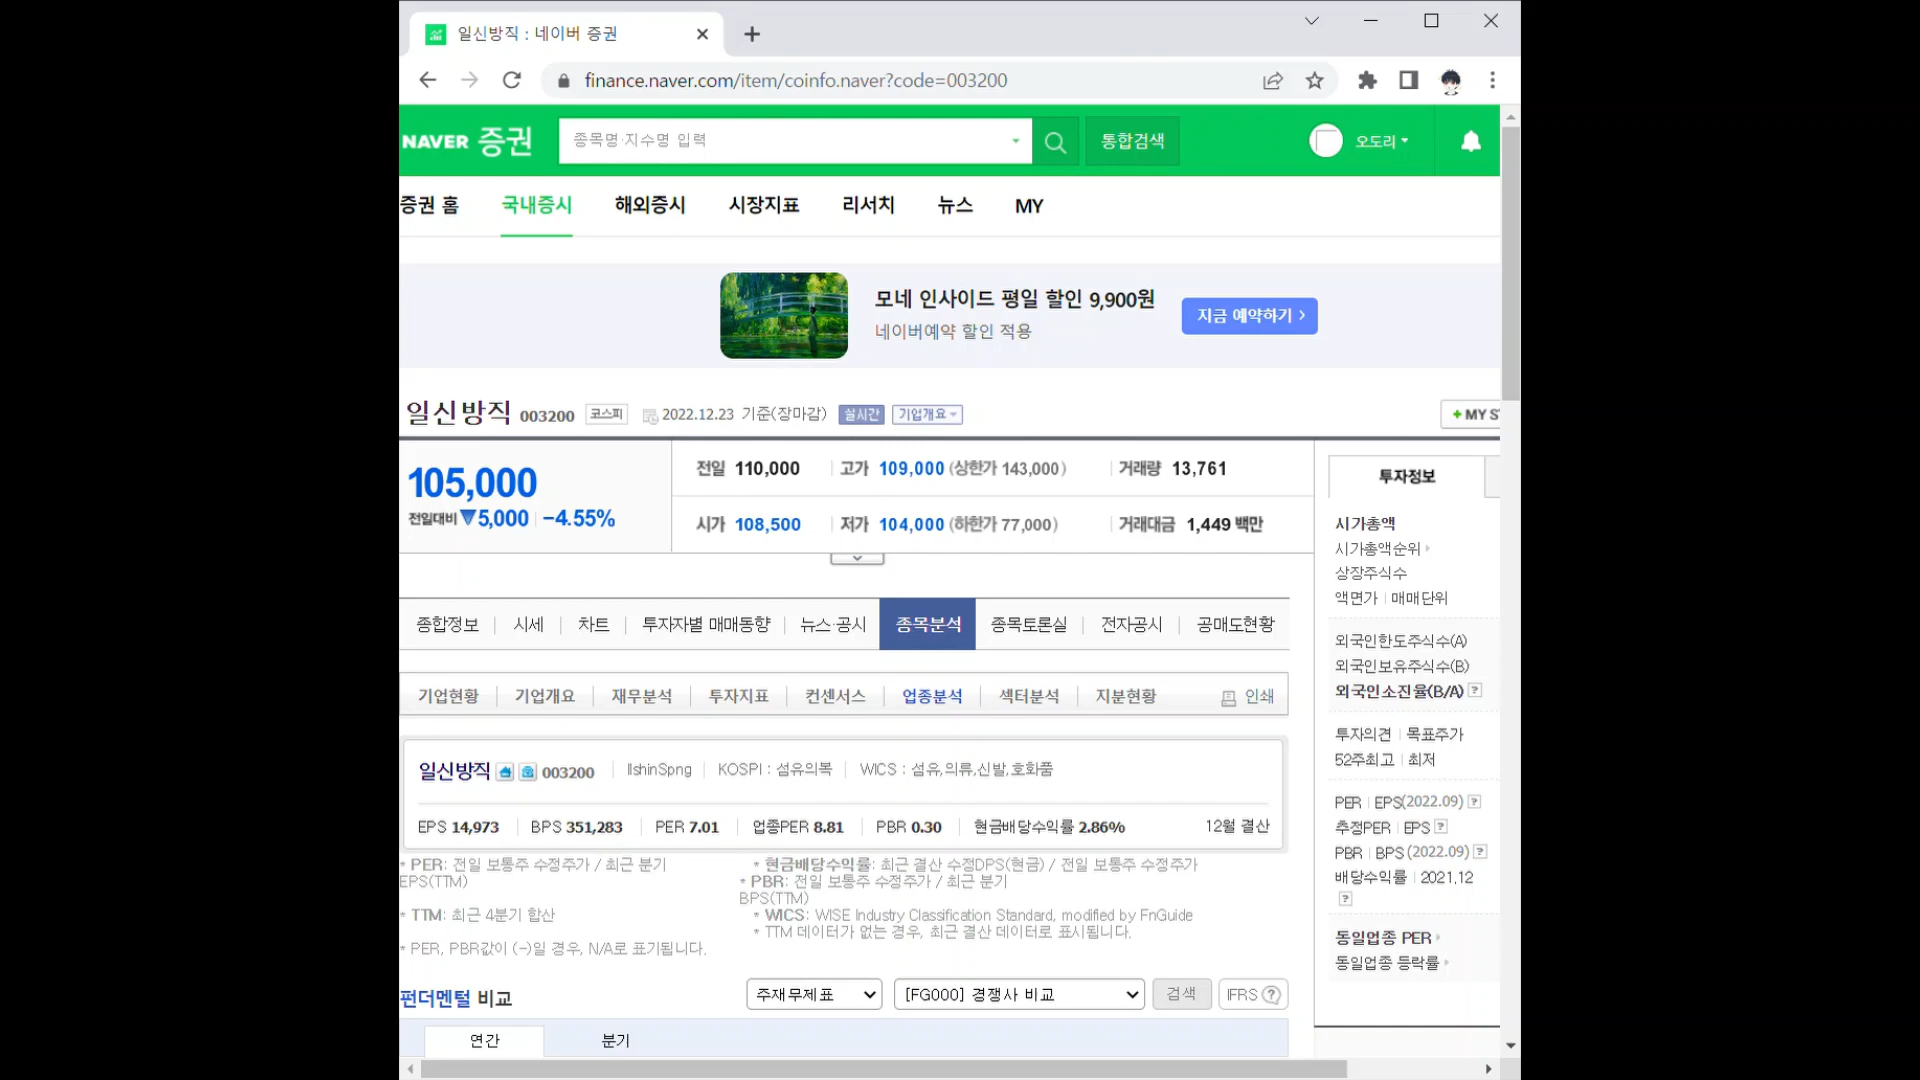 일신방직 : 네이버 증권
finance.naver.com/item/coinfo.naver?code=003200
NAVER 증권
종목명·지수명 입력
통합검색
오도리
증권 홈 국내증시 해외증시 시장지표 리서치 뉴스 MY
모네 인사이드 평일 할인 9,900원
네이버예약 할인 적용
지금 예약하기 >
일신방직 003200 코스피 2022.12.23 기준(장마감) 실시간 기업개요
+ MY S
105,000
전일대비 ▼5,000 -4.55%
전일 110,000 고가 109,000 (상한가 143,000) 거래량 13,761
시가 108,500 저가 104,000 (하한가 77,000) 거래대금 1,449 백만
종합정보 시세 차트 투자자별 매매동향 뉴스·공시 종목분석 종목토론실 전자공시 공매도현황
기업현황 기업개요 재무분석 투자지표 컨센서스 업종분석 섹터분석 지분현황 인쇄
일신방직 003200 IlshinSpng KOSPI : 섬유의복 WICS : 섬유,의류,신발,호화품
EPS 14,973 BPS 351,283 PER 7.01 업종PER 8.81 PBR 0.30 현금배당수익률 2.86% 12월 결산
* PER: 전일 보통주 수정주가 / 최근 분기
EPS(TTM)
* 현금배당수익률: 최근 결산 수정DPS(현금) / 전일 보통주 수정주가
* PBR: 전일 보통주 수정주가 / 최근 분기
BPS(TTM)
* TTM: 최근 4분기 합산
* WICS: WISE Industry Classification Standard, modified by FnGuide
* TTM 데이터가 없는 경우, 최근 결산 데이터로 표시됩니다.
* PER, PBR값이 (-)일 경우, N/A로 표기됩니다.
펀더멘털 비교
주재무제표
[FG000] 경쟁사 비교
검색
IFRS ?
연간 분기
투자정보
시가총액
시가총액순위
상장주식수
액면가 매매단위
외국인한도주식수(A)
외국인보유주식수(B)
외국인소진율(B/A) ?
투자의견 목표주가
52주최고 최저
PER EPS(2022.09) ?
추정PER EPS ?
PBR BPS (2022.09) ?
배당수익률 2021.12
?
동일업종 PER
동일업종 등락률